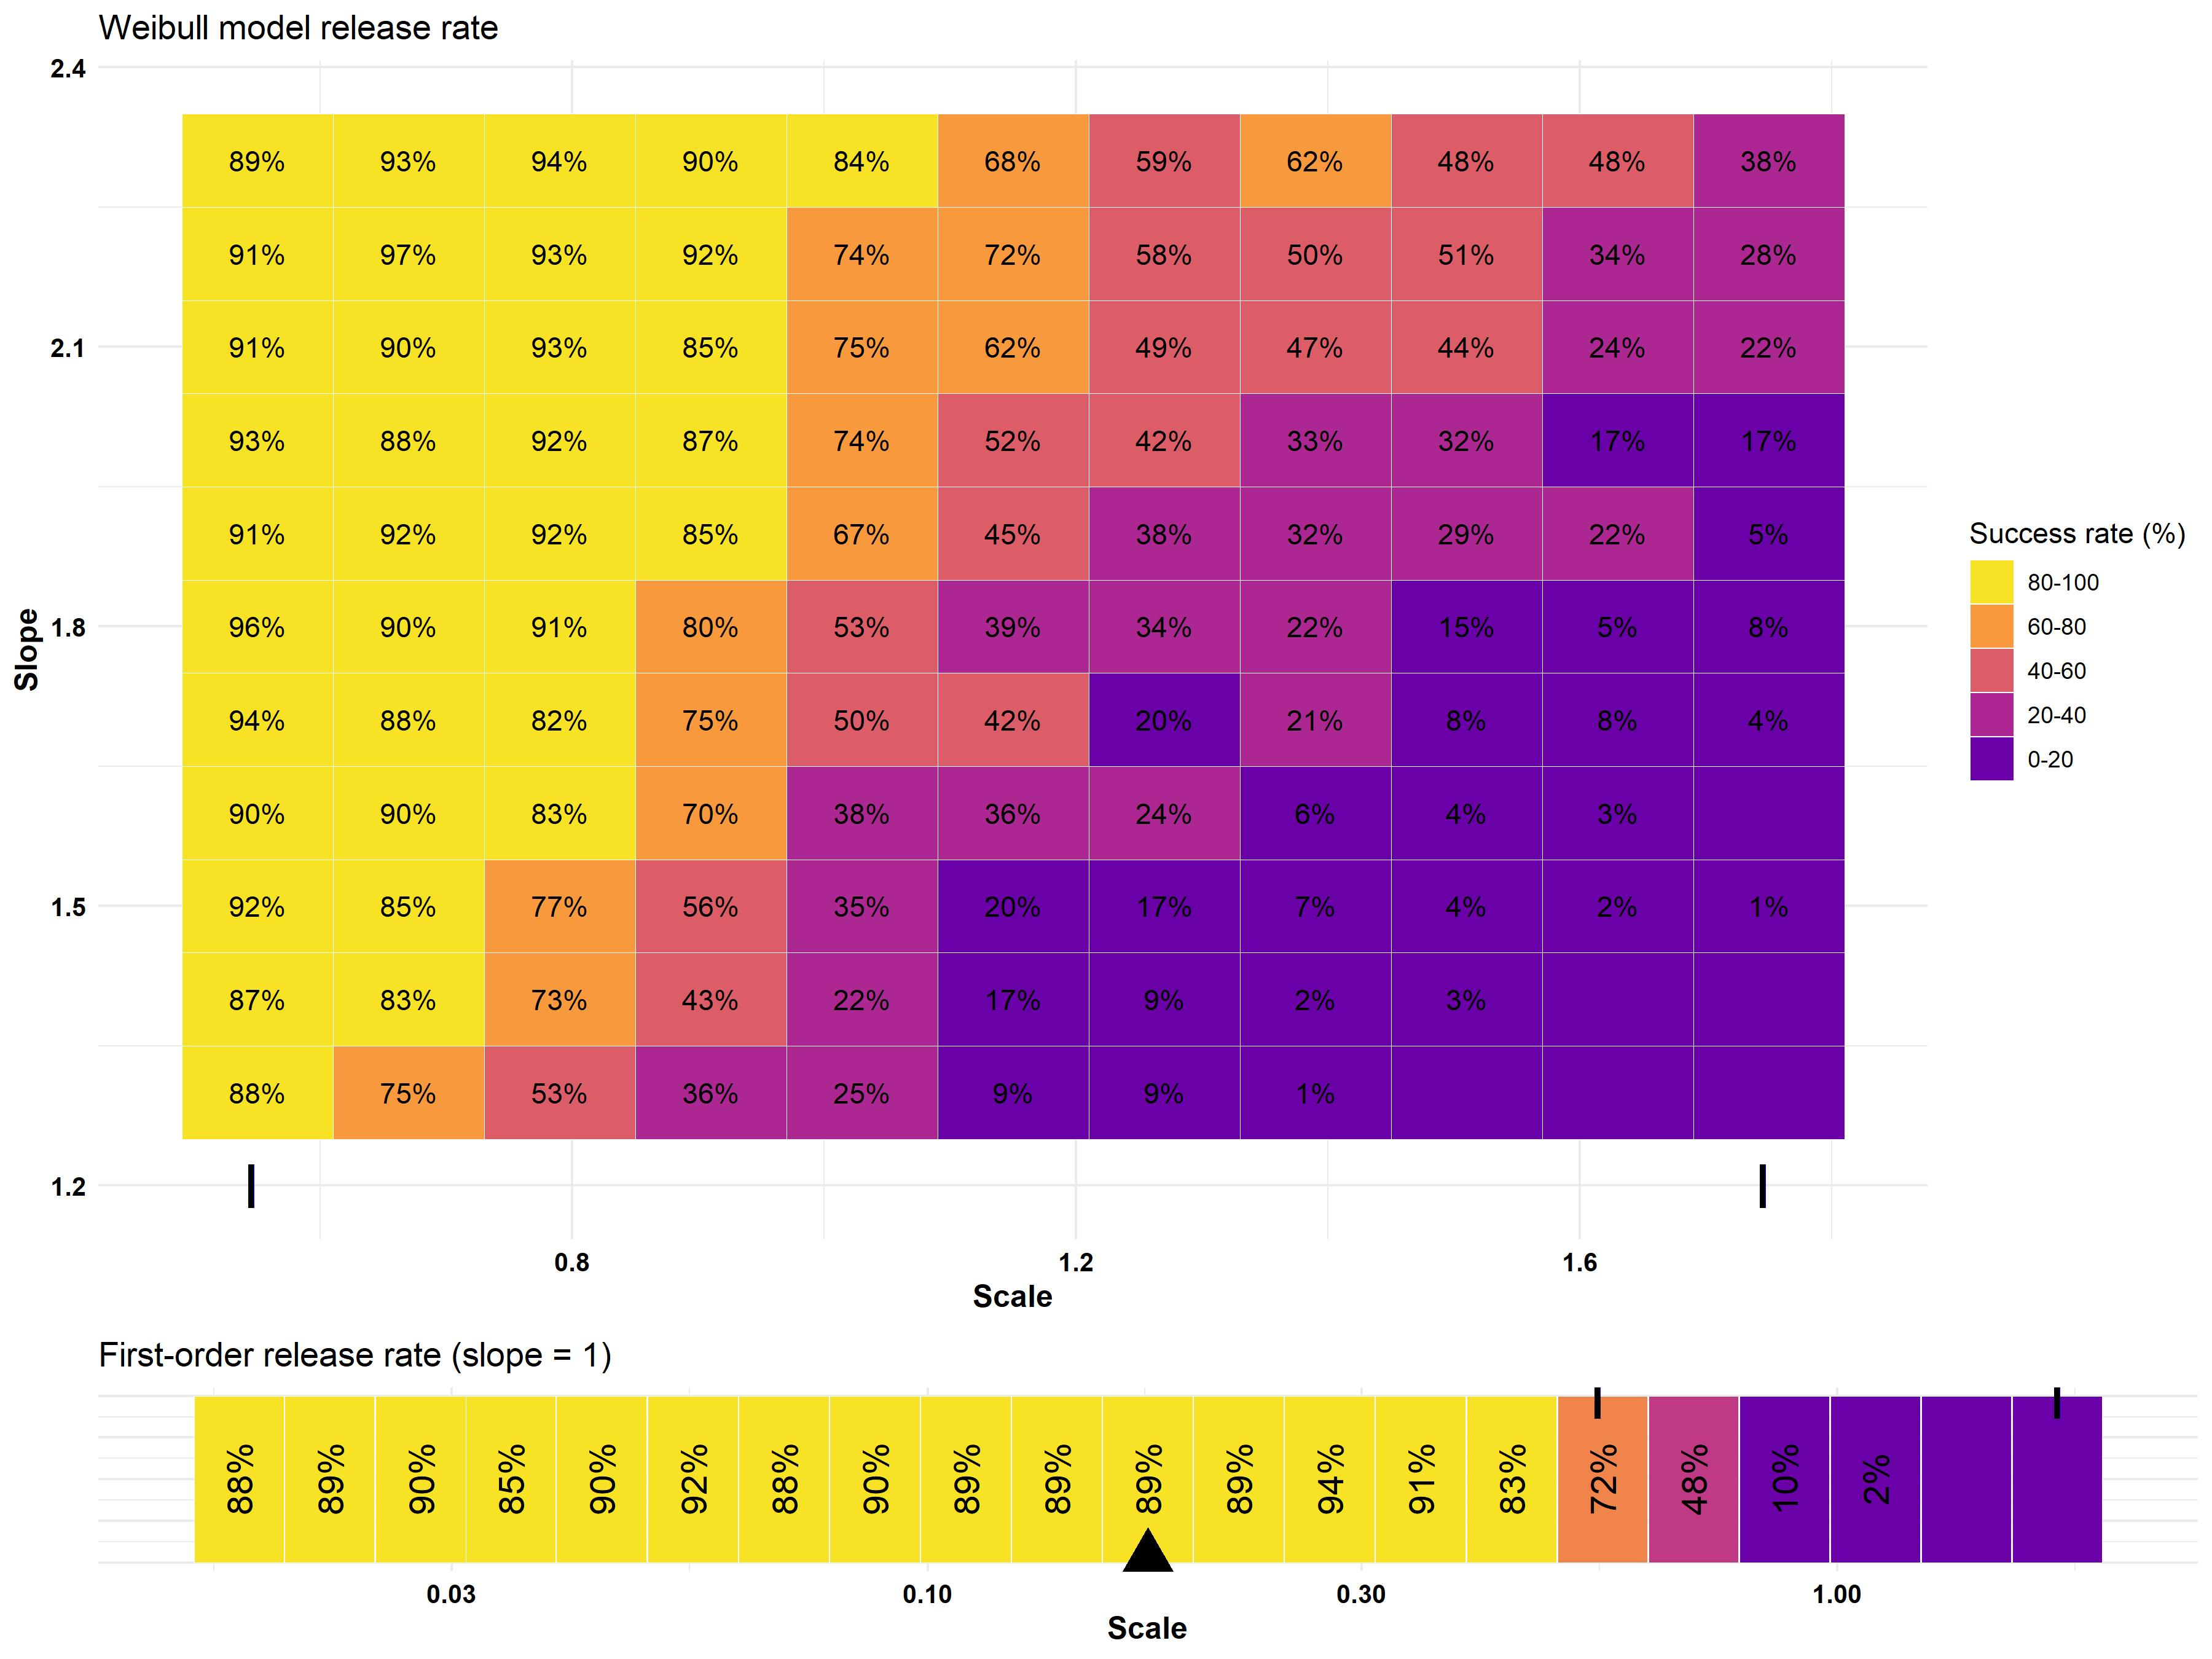 Weibull model release rate
2.4
89% 93% 94% 90% 84% 68% 59% 62% 48% 48% 38%
91% 97% 93% 92% 74% 72% 58% 50% 51% 34% 28%
2.1 91% 90% 93% 85% 75% 62% 49% 47% 44% 24% 22%
93% 88% 92% 87% 74% 52% 42% 33% 32% 17% 17%
91% 92% 92% 85% 67% 45% 38% 32% 29% 22% 5%
1.8 96% 90% 91% 80% 53% 39% 34% 22% 15% 5% 8%
Slope
94% 88% 82% 75% 50% 42% 20% 21% 8% 8% 4%
90% 90% 83% 70% 38% 36% 24% 6% 4% 3%
1.5 92% 85% 77% 56% 35% 20% 17% 7% 4% 2% 1%
87% 83% 73% 43% 22% 17% 9% 2% 3%
88% 75% 53% 36% 25% 9% 9% 1%
1.2
0.8 1.2 1.6
Scale
Success rate (%)
80-100
60-80
40-60
20-40
0-20
First-order release rate (slope = 1)
88% 89% 90% 85% 90% 92% 88% 90% 89% 89% 89% 89% 94% 91% 83% 72% 48% 10% 2%
0.03 0.10 0.30 1.00
Scale